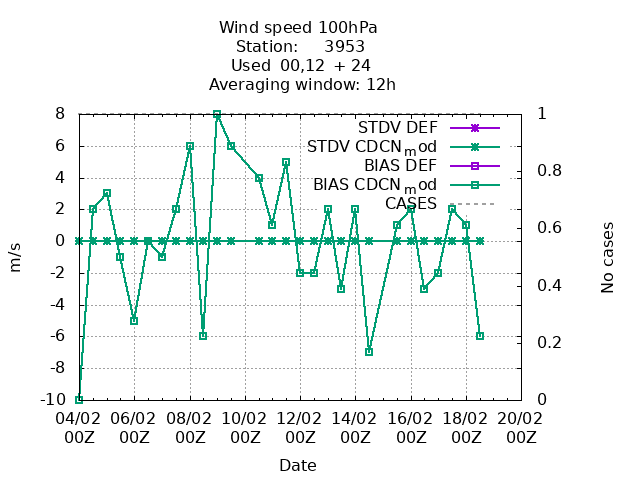 Wind speed 100hPa
Station: 3953
Used 00,12 + 24
Averaging window: 12h
8 1
STDV DEF
6 STDV CDCNmod
BIAS DEF
4 0.8
BIAS CDCNmod
2 CASES
0 0.6
m/s No cases
-2
-4 0.4
-6 0.2
-8
-10 0
04/02 06/02 08/02 10/02 12/02 14/02 16/02 18/02 20/02
00Z 00Z 00Z 00Z 00Z 00Z 00Z 00Z 00Z
Date